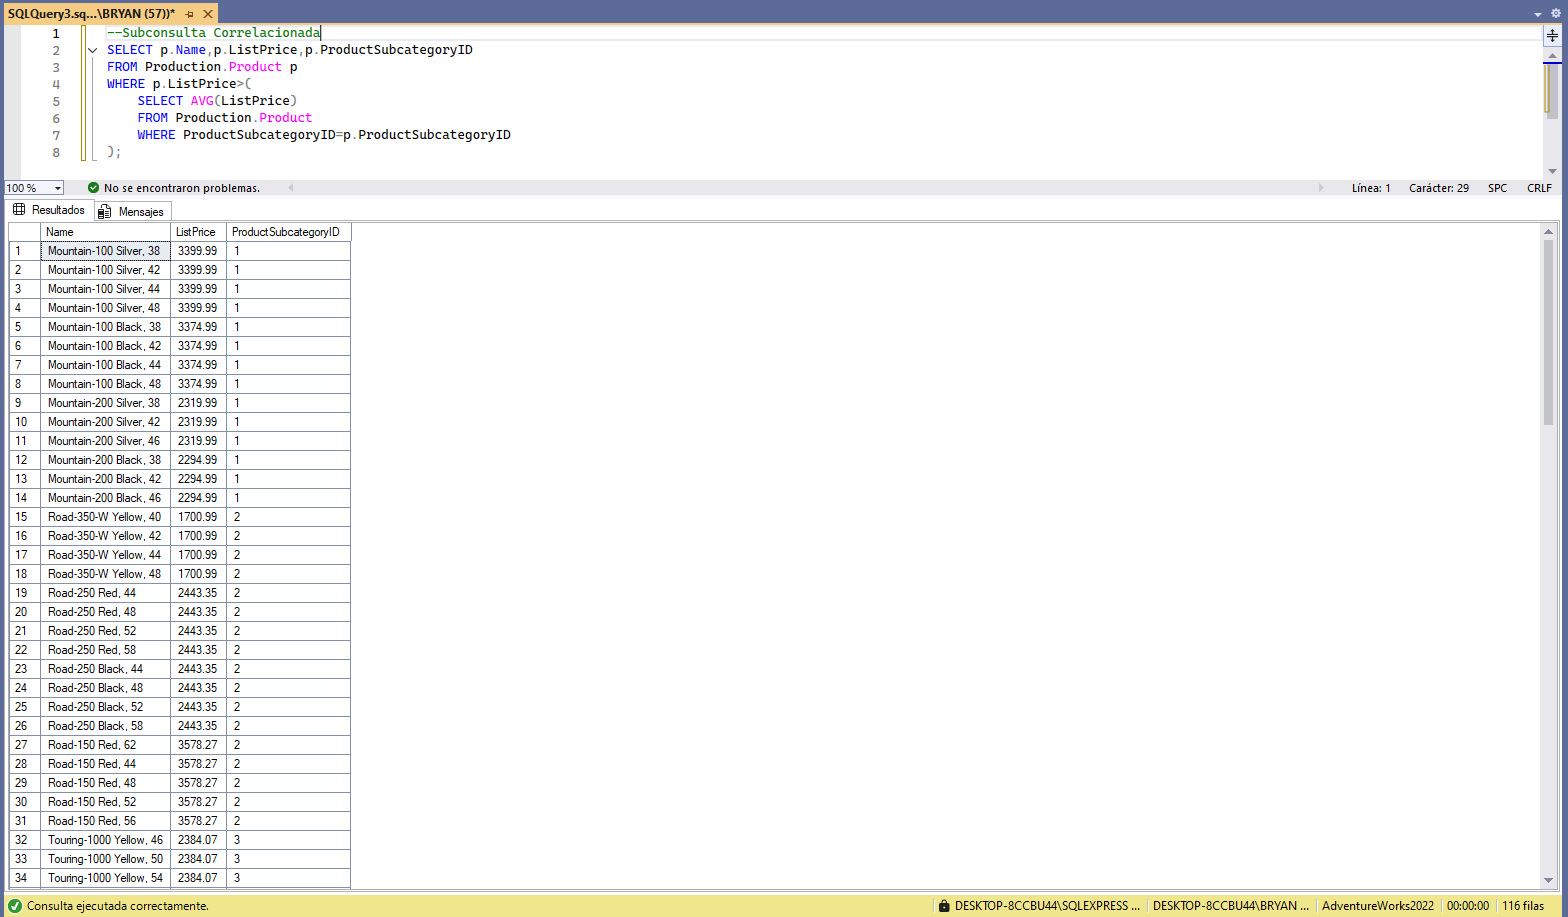 SQLQuery3.sq...\BRYAN (57))*
1 --Subconsulta Correlacionada
2 SELECT p.Name,p.ListPrice,p.ProductSubcategoryID
3 FROM Production.Product p
4 WHERE p.ListPrice>(
5 SELECT AVG(ListPrice)
6 FROM Production.Product
7 WHERE ProductSubcategoryID=p.ProductSubcategoryID
8 );
100 % No se encontraron problemas. Línea: 1 Carácter: 29 SPC CRLF
Resultados Mensajes
Name ListPrice ProductSubcategoryID
1 Mountain-100 Silver, 38 3399.99 1
2 Mountain-100 Silver, 42 3399.99 1
3 Mountain-100 Silver, 44 3399.99 1
4 Mountain-100 Silver, 48 3399.99 1
5 Mountain-100 Black, 38 3374.99 1
6 Mountain-100 Black, 42 3374.99 1
7 Mountain-100 Black, 44 3374.99 1
8 Mountain-100 Black, 48 3374.99 1
9 Mountain-200 Silver, 38 2319.99 1
10 Mountain-200 Silver, 42 2319.99 1
11 Mountain-200 Silver, 46 2319.99 1
12 Mountain-200 Black, 38 2294.99 1
13 Mountain-200 Black, 42 2294.99 1
14 Mountain-200 Black, 46 2294.99 1
15 Road-350-W Yellow, 40 1700.99 2
16 Road-350-W Yellow, 42 1700.99 2
17 Road-350-W Yellow, 44 1700.99 2
18 Road-350-W Yellow, 48 1700.99 2
19 Road-250 Red, 44 2443.35 2
20 Road-250 Red, 48 2443.35 2
21 Road-250 Red, 52 2443.35 2
22 Road-250 Red, 58 2443.35 2
23 Road-250 Black, 44 2443.35 2
24 Road-250 Black, 48 2443.35 2
25 Road-250 Black, 52 2443.35 2
26 Road-250 Black, 58 2443.35 2
27 Road-150 Red, 62 3578.27 2
28 Road-150 Red, 44 3578.27 2
29 Road-150 Red, 48 3578.27 2
30 Road-150 Red, 52 3578.27 2
31 Road-150 Red, 56 3578.27 2
32 Touring-1000 Yellow, 46 2384.07 3
33 Touring-1000 Yellow, 50 2384.07 3
34 Touring-1000 Yellow, 54 2384.07 3
Consulta ejecutada correctamente. DESKTOP-8CCBU44\SQLEXPRESS ... DESKTOP-8CCBU44\BRYAN ... AdventureWorks2022 00:00:00 116 filas